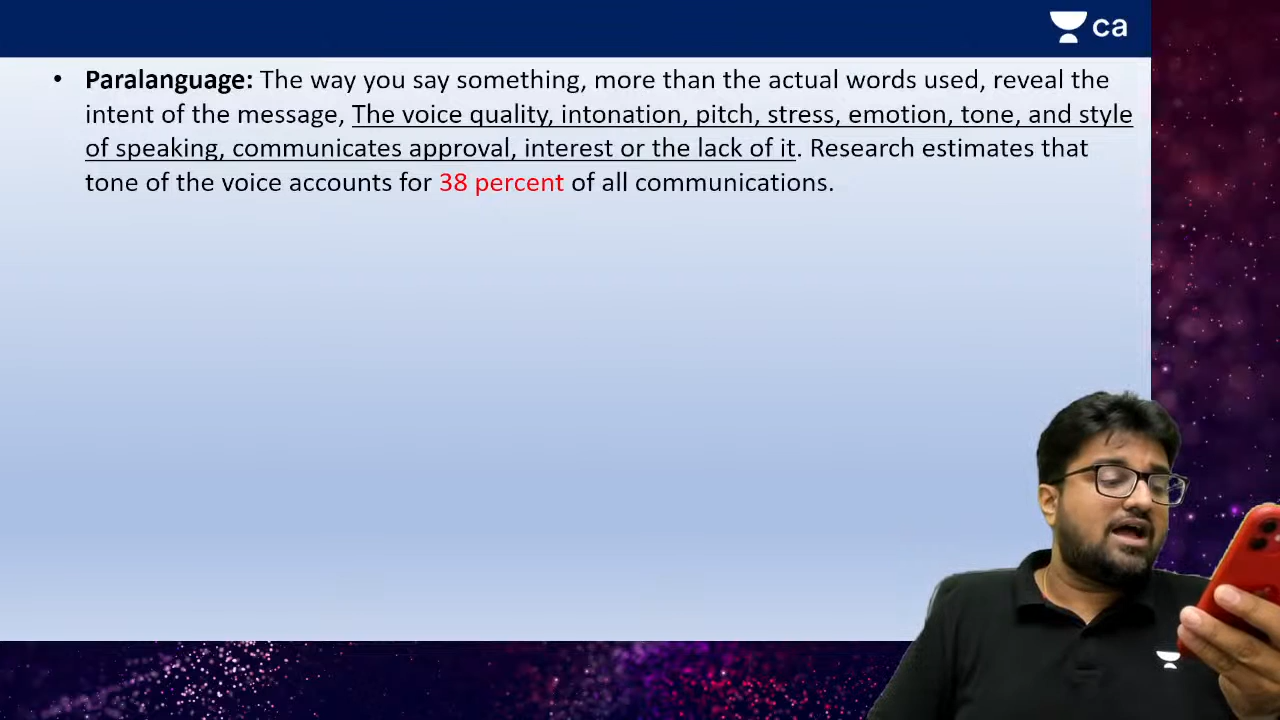 ca
• Paralanguage: The way you say something, more than the actual words used, reveal the
intent of the message, The voice quality, intonation, pitch, stress, emotion, tone, and style
of speaking, communicates approval, interest or the lack of it. Research estimates that
tone of the voice accounts for 38 percent of all communications.